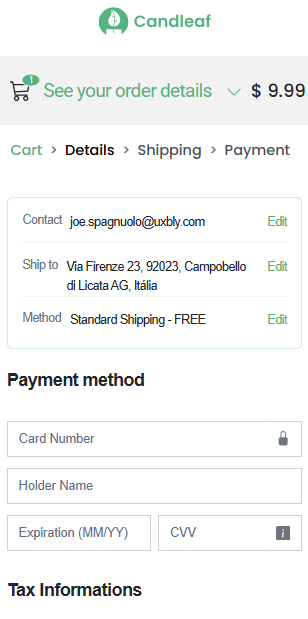 Candleaf
1
See your order details $ 9.99
Cart > Details > Shipping > Payment
Contact joe.spagnuolo@uxbly.com Edit
Ship to Via Firenze 23, 92023, Campobello Edit
di Licata AG, Itália
Method Standard Shipping - FREE Edit
Payment method
Card Number
Holder Name
Expiration (MM/YY) CVV i
Tax Informations